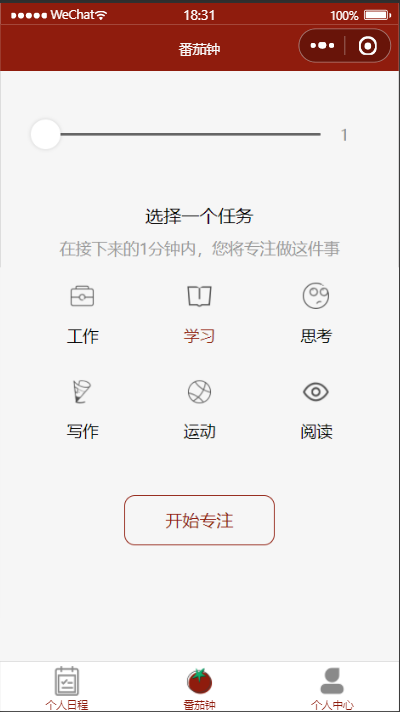 WeChat 18:31 100%
番茄钟
1
选择一个任务
在接下来的1分钟内，您将专注做这件事
工作 学习 思考
写作 运动 阅读
开始专注
个人日程 番茄钟 个人中心